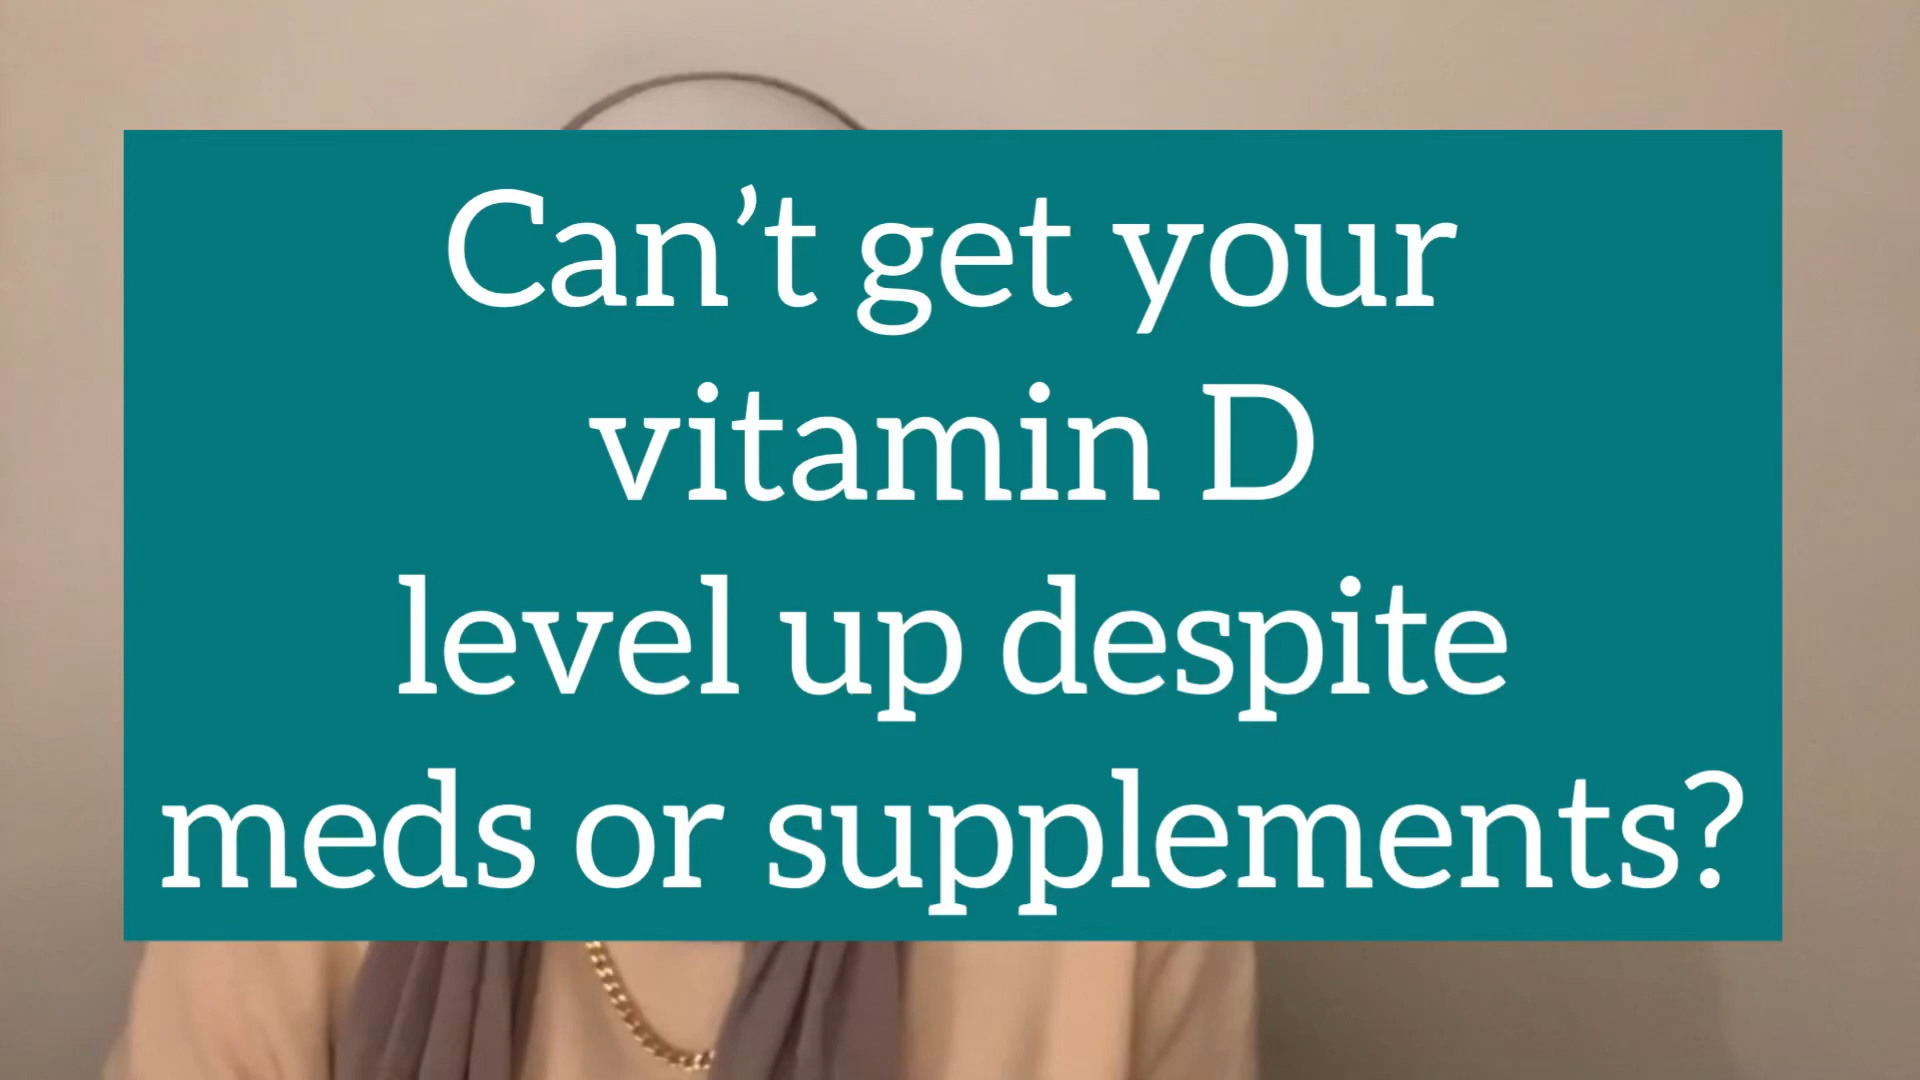 Can’t get your
vitamin D
level up despite
meds or supplements?